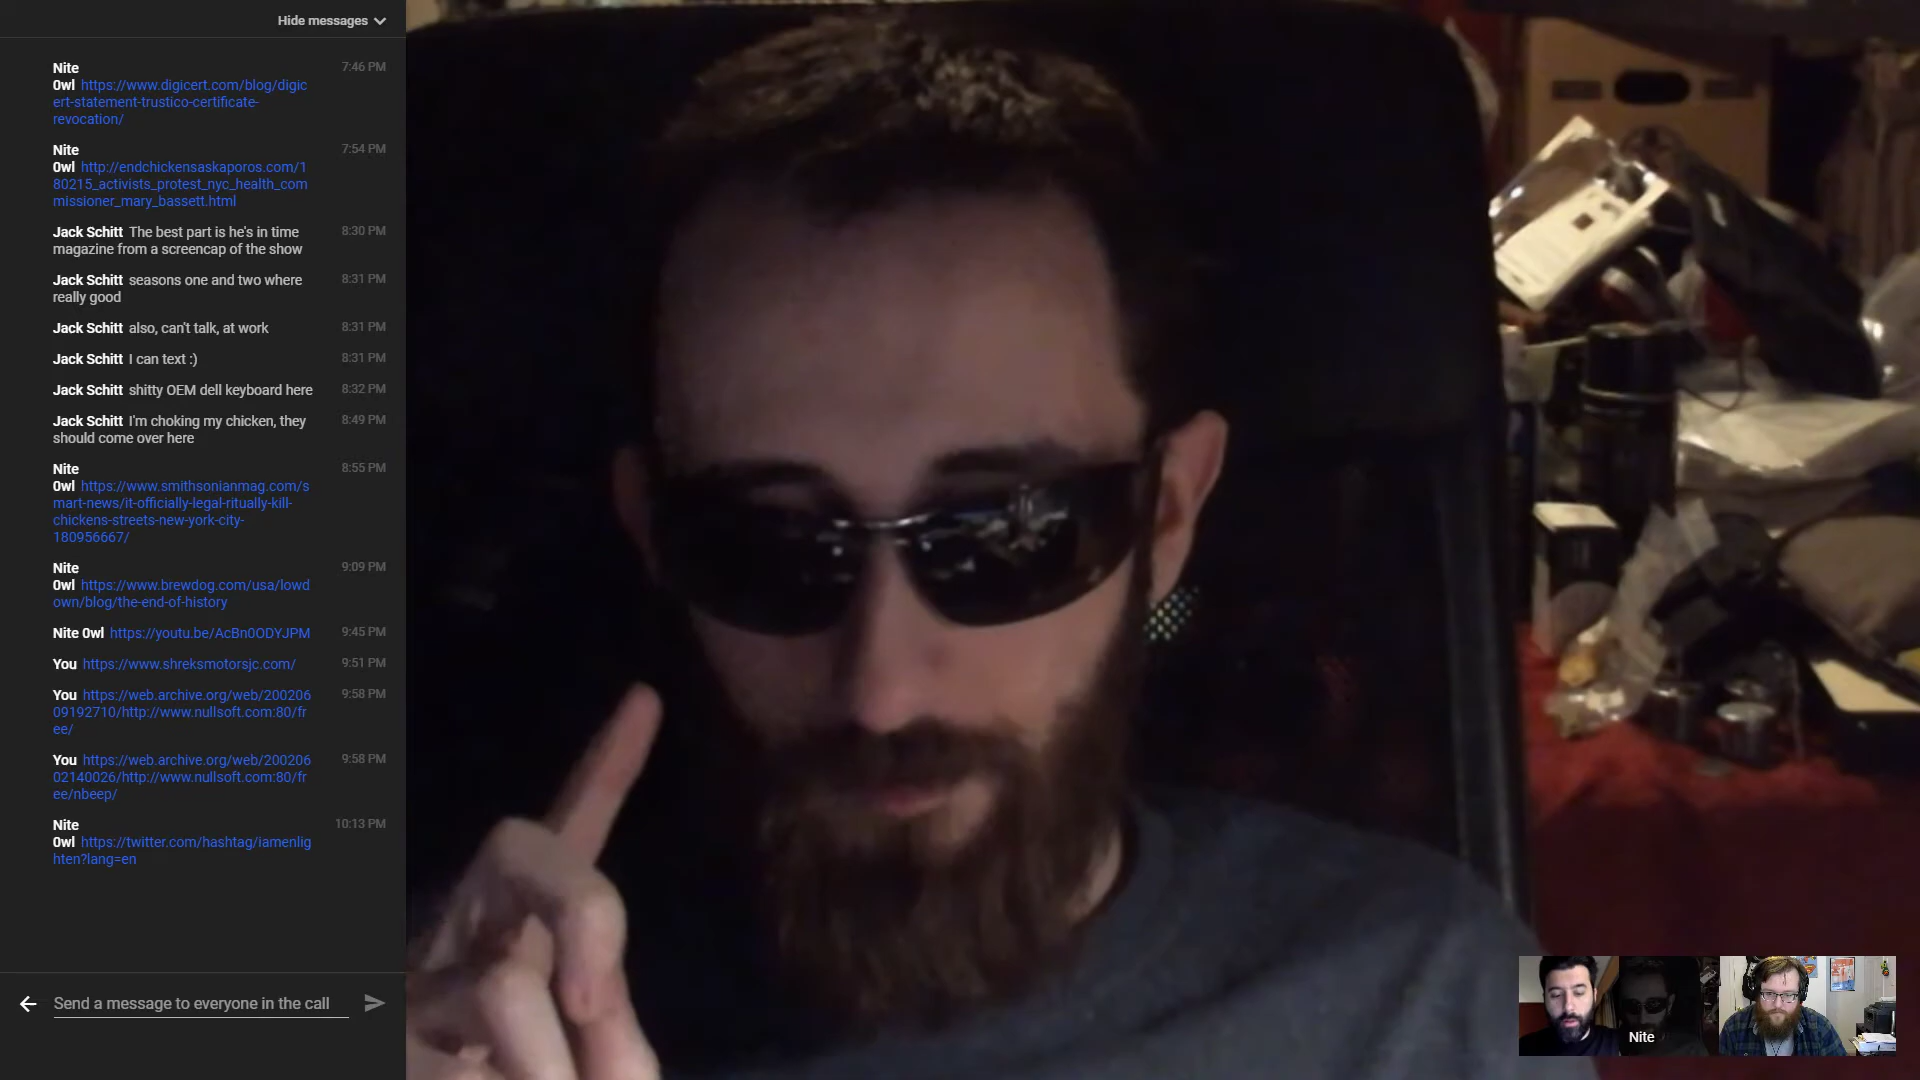 Hide messages
Nite 7:46 PM
0wl https://www.digicert.com/blog/digic
ert-statement-trustico-certificate-
revocation/
Nite 7:54 PM
0wl http://endchickensaskaporos.com/1
80215_activists_protest_nyc_health_com
missioner_mary_bassett.html
Jack Schitt The best part is he's in time 8:30 PM
magazine from a screencap of the show
Jack Schitt seasons one and two where 8:31 PM
really good
Jack Schitt also, can't talk, at work 8:31 PM
Jack Schitt I can text :) 8:31 PM
Jack Schitt shitty OEM dell keyboard here 8:32 PM
Jack Schitt I'm choking my chicken, they 8:49 PM
should come over here
Nite 8:55 PM
0wl https://www.smithsonianmag.com/s
mart-news/it-officially-legal-ritually-kill-
chickens-streets-new-york-city-
180956667/
Nite 9:09 PM
0wl https://www.brewdog.com/usa/lowd
own/blog/the-end-of-history
Nite 0wl https://youtu.be/AcBn0ODYJPM 9:45 PM
You https://www.shreksmotorsjc.com/ 9:51 PM
You https://web.archive.org/web/200206 9:58 PM
09192710/http://www.nullsoft.com:80/fr
ee/
You https://web.archive.org/web/200206 9:58 PM
02140026/http://www.nullsoft.com:80/fr
ee/nbeep/
Nite 10:13 PM
0wl https://twitter.com/hashtag/iamenlig
hten?lang=en
Send a message to everyone in the call
Nite